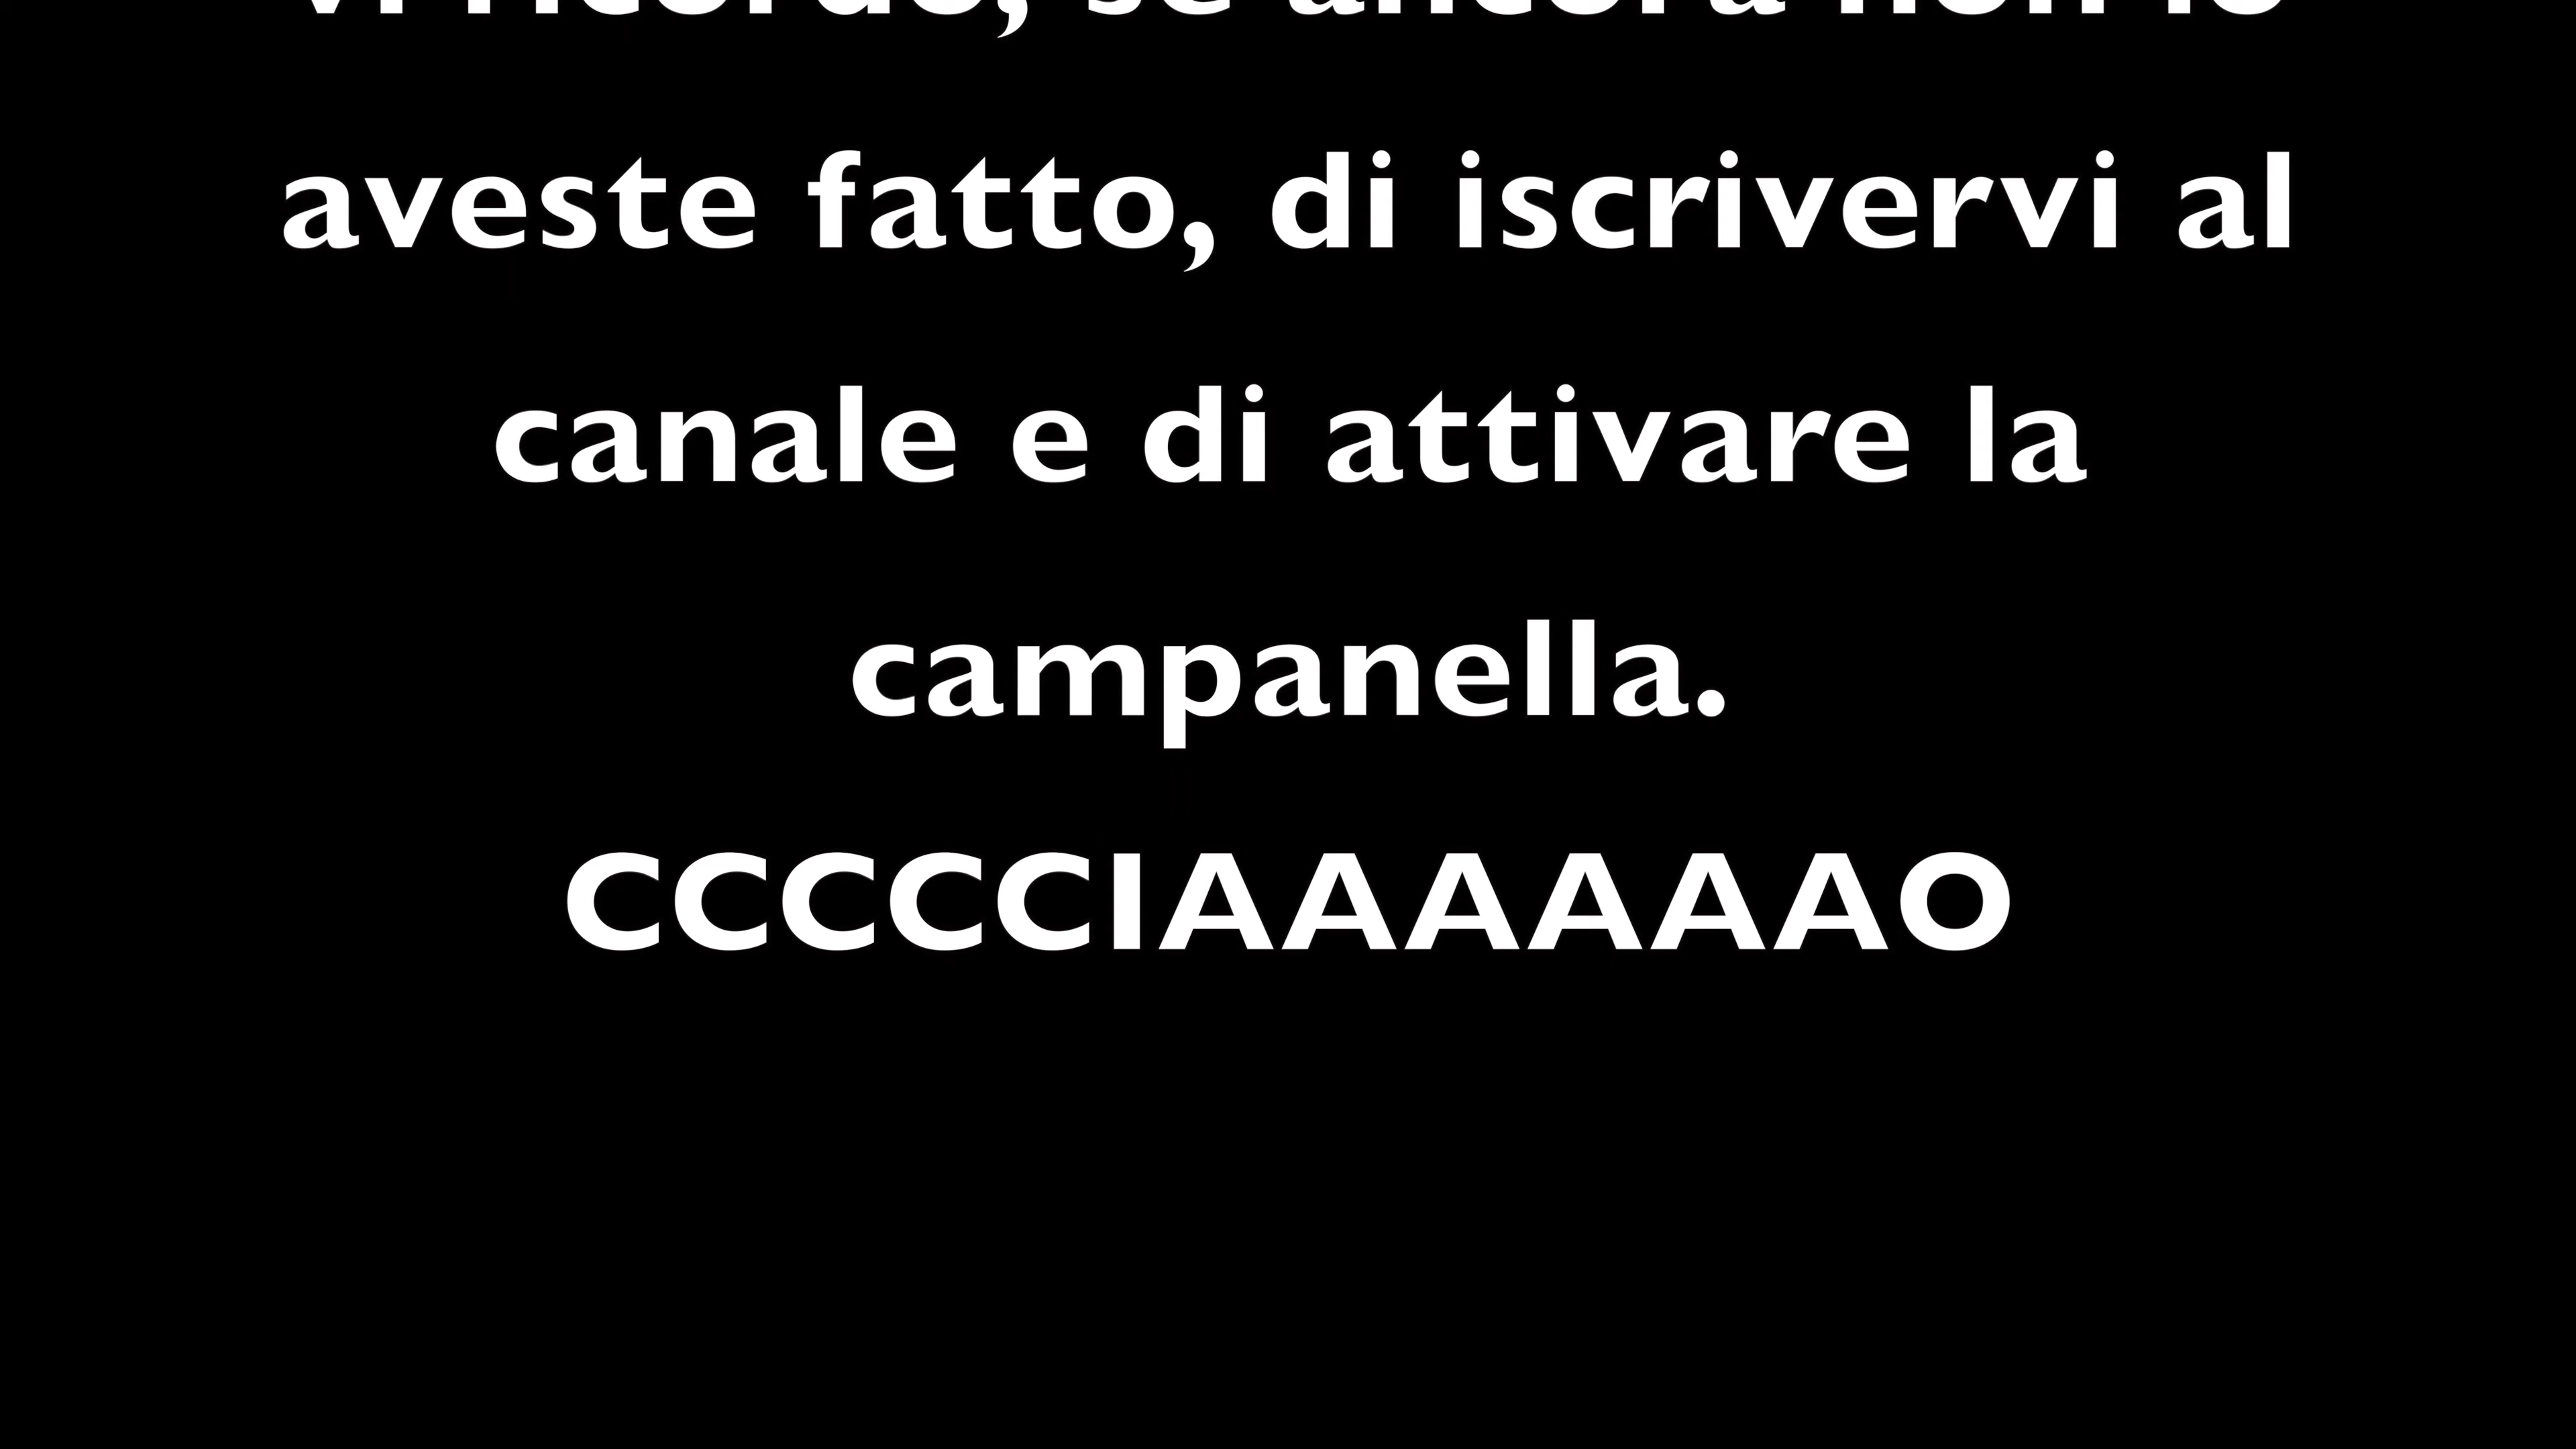 vi ricordo, se ancora non lo
aveste fatto, di iscrivervi al
canale e di attivare la
campanella.
CCCCCIAAAAAAO